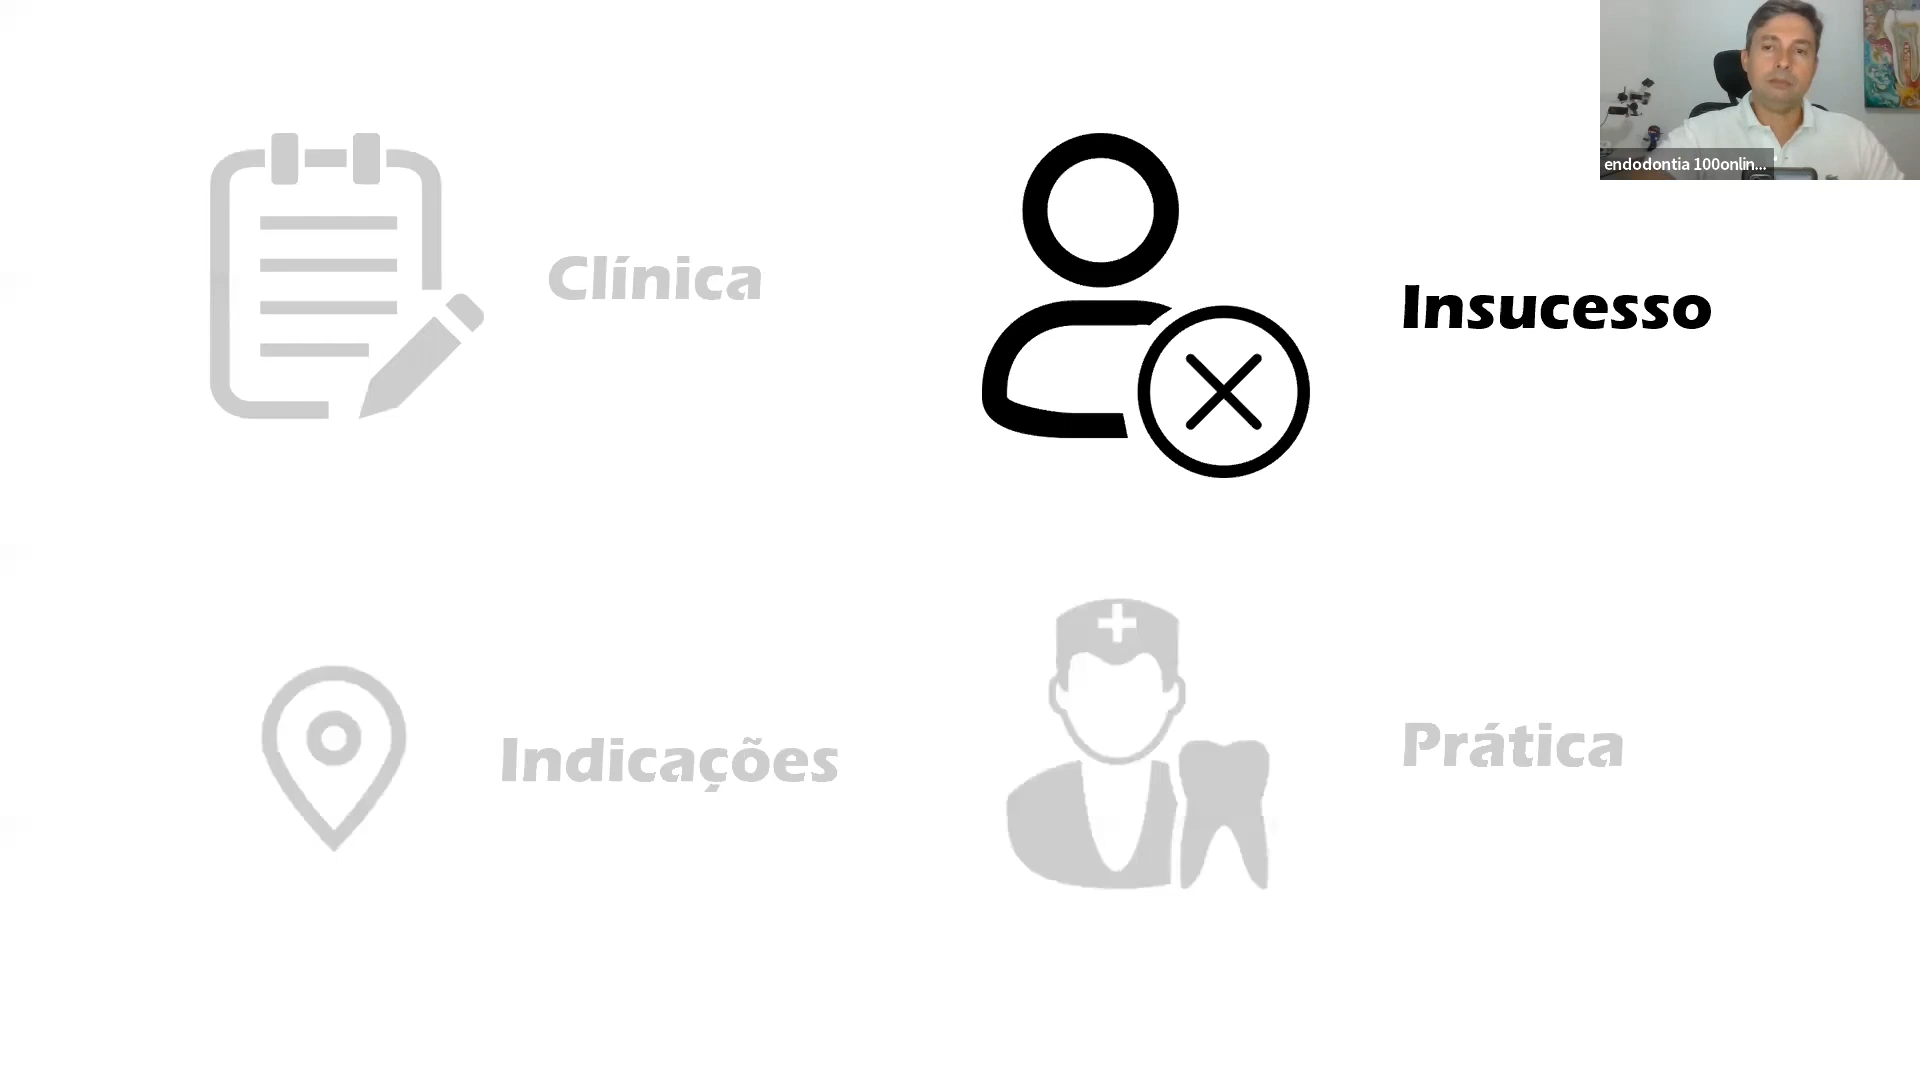 endodontia 100onlin...
Clínica
Insucesso
Indicações
Prática